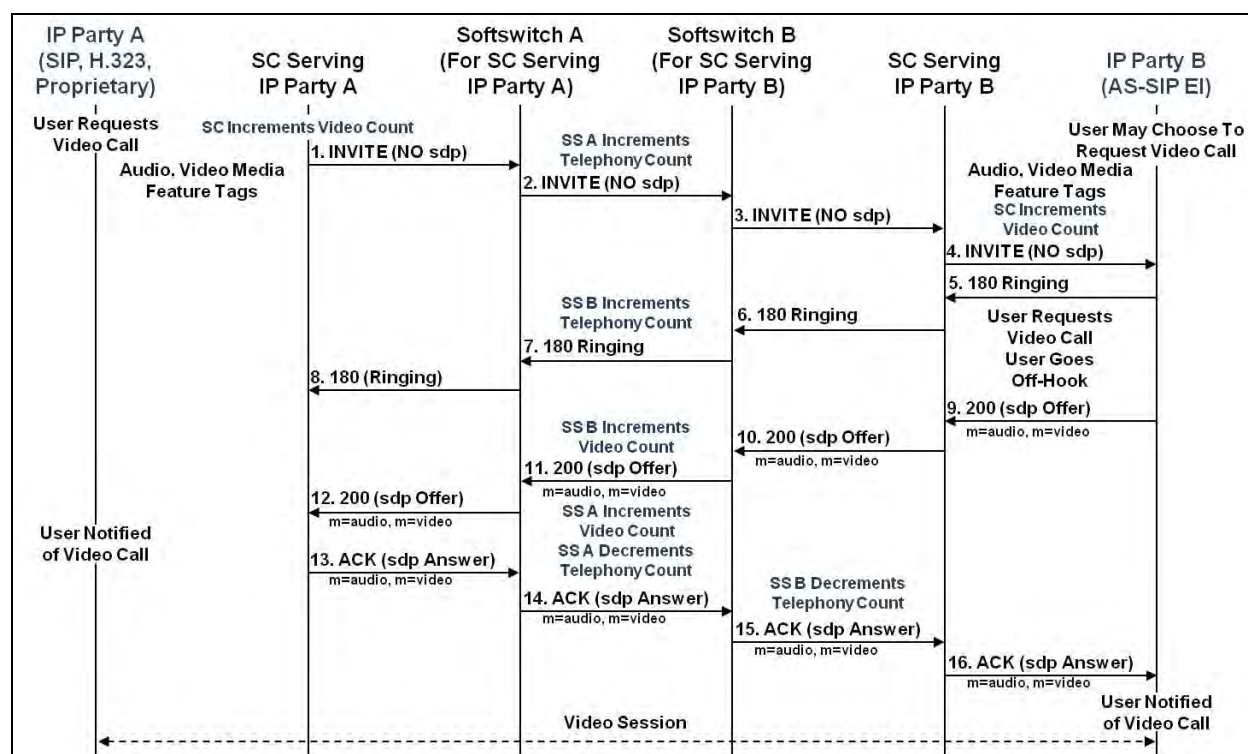 IP Party A
(SIP, H.323,
Proprietary)
SC Serving
IP Party A
Softswitch A
(For SC Serving
IP Party A)
Softswitch B
(For SC Serving
IP Party B)
SC Serving
IP Party B
IP Party B
(AS-SIP EI)
User Requests
Video Call
SC Increments Video Count
SS A Increments
Telephony Count
User May Choose To
Request Video Call
1. INVITE (NO sdp)
Audio, Video Media
Feature Tags
Audio, Video Media
Feature Tags
2. INVITE (NO sdp)
SC Increments
Video Count
3. INVITE (NO sdp)
4. INVITE (NO sdp)
5. 180 Ringing
SS B Increments
Telephony Count
6. 180 Ringing
User Requests
Video Call
User Goes
Off-Hook
7. 180 Ringing
8. 180 (Ringing)
9. 200 (sdp Offer)
m=audio, m=video
SS B Increments
Video Count
10. 200 (sdp Offer)
m=audio, m=video
11. 200 (sdp Offer)
m=audio, m=video
12. 200 (sdp Offer)
m=audio, m=video
SS A Increments
Video Count
User Notified
of Video Call
SS A Decrements
Telephony Count
13. ACK (sdp Answer)
m=audio, m=video
SS B Decrements
Telephony Count
14. ACK (sdp Answer)
m=audio, m=video
15. ACK (sdp Answer)
m=audio, m=video
16. ACK (sdp Answer)
m=audio, m=video
User Notified
of Video Call
Video Session